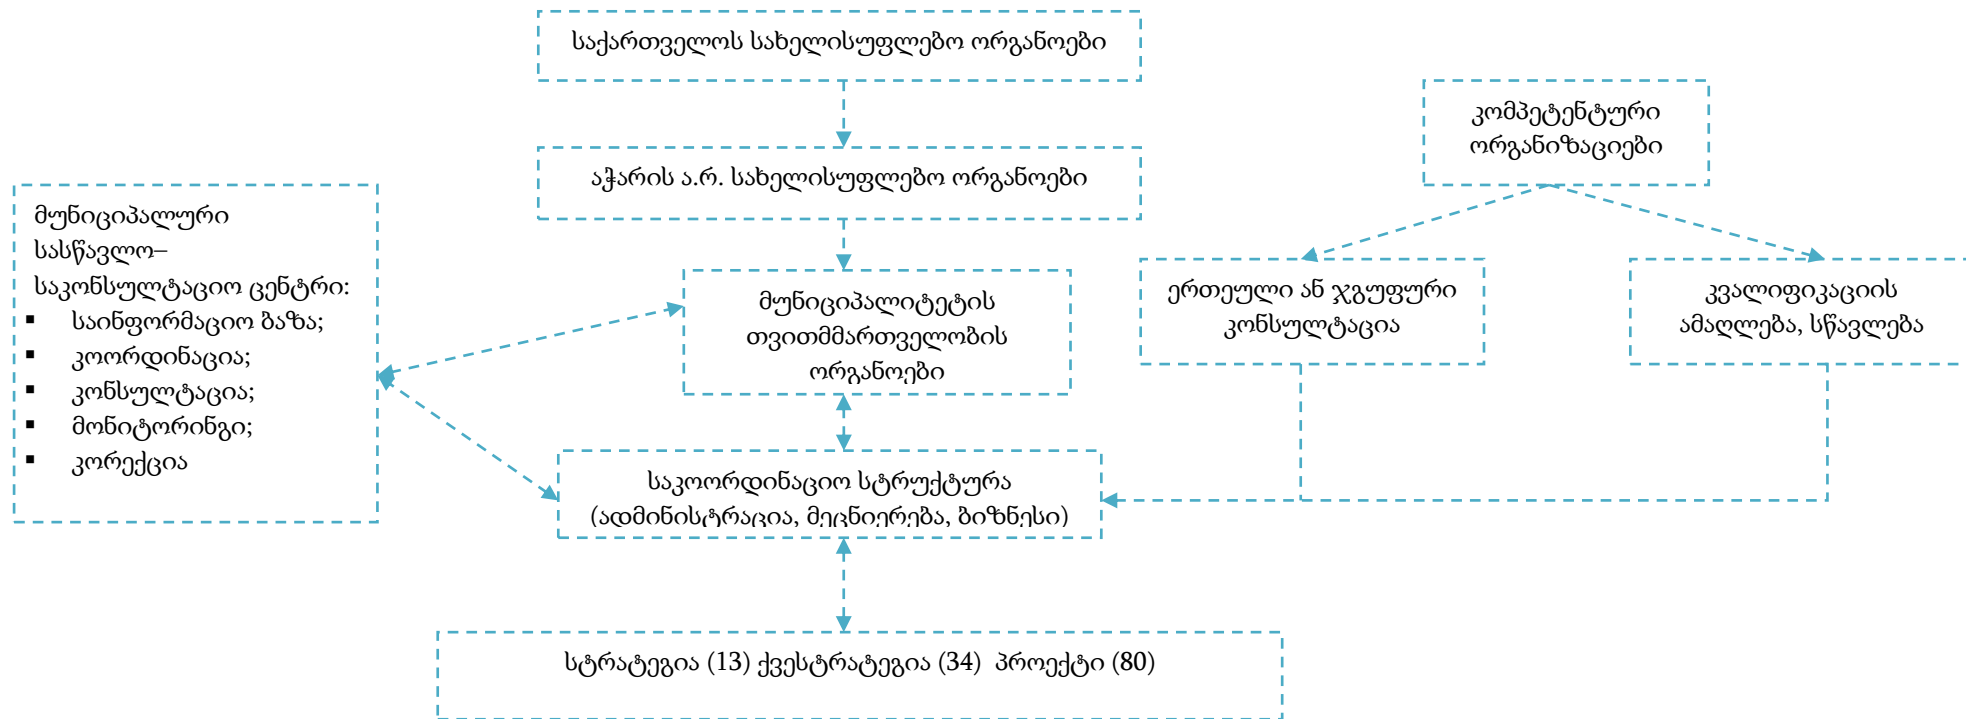 საქართველოს სახელისუფლებო ორგანოები
კომპეტენტური
ორგანიზაციები
აჭარის ა.რ. სახელისუფლებო ორგანოები
მუნიციპალური
სასწავლო–
საკონსულტაციო ცენტრი:
▪ საინფორმაციო ბაზა;
▪ კოორდინაცია;
▪ კონსულტაცია;
▪ მონიტორინგი;
▪ კორექცია
მუნიციპალიტეტის
თვითმმართველობის
ორგანოები
ერთეული ან ჯგუფური
კონსულტაცია
კვალიფიკაციის
ამაღლება, სწავლება
საკოორდინაციო სტრუქტურა
(ადმინისტრაცია, მეცნიერება, ბიზნესი)
სტრატეგია (13) ქვესტრატეგია (34) პროექტი (80)